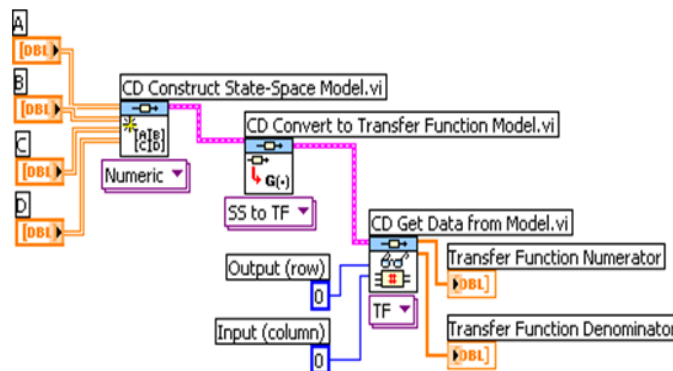 A
[DBL]
B
[DBL]
C
[DBL]
D
[DBL]
CD Construct State-Space Model.vi
[A|B]
[C|D]
Numeric
CD Convert to Transfer Function Model.vi
G(·)
SS to TF
CD Get Data from Model.vi
#
TF
Output (row)
0
Input (column)
0
Transfer Function Numerator
DBL]
Transfer Function Denominator
DBL]